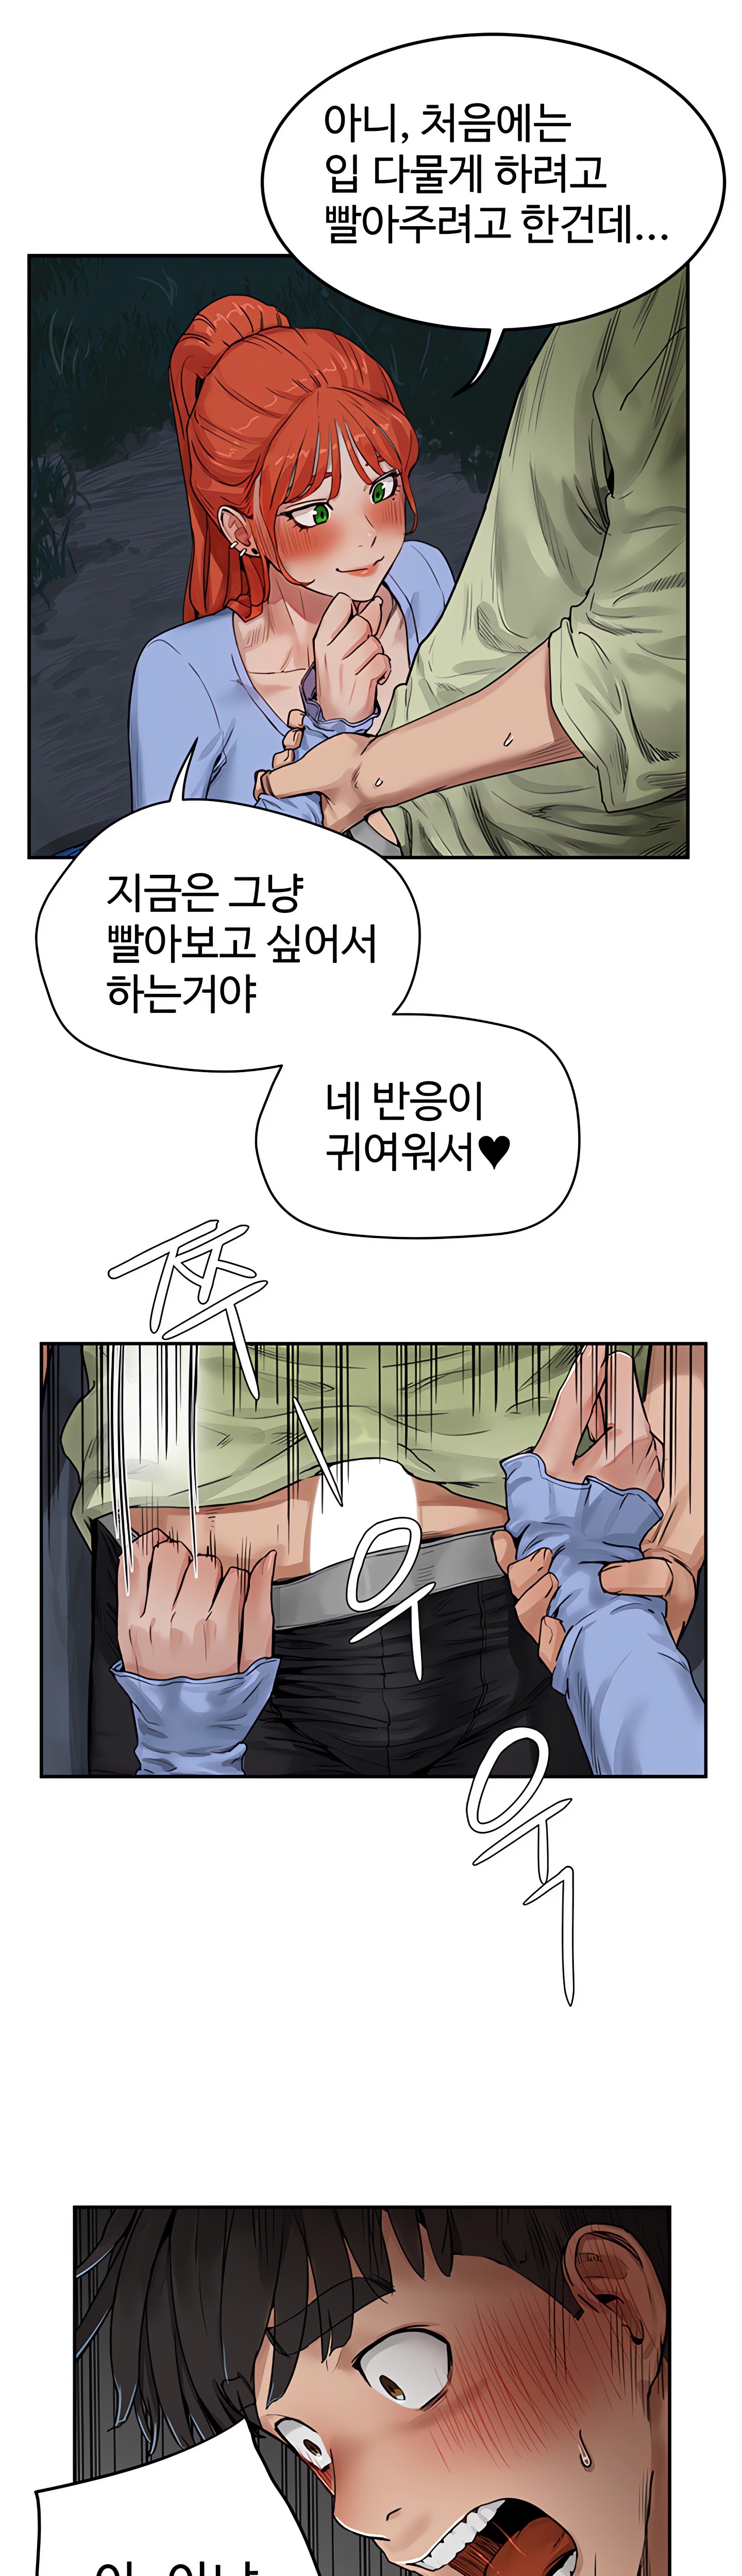 아니, 처음에는
입 다물게 하려고
빨아주려고 한건데...
지금은 그냥
빨아보고 싶어서
하는거야
네 반응이
귀여워서♥
쭈
우
욱